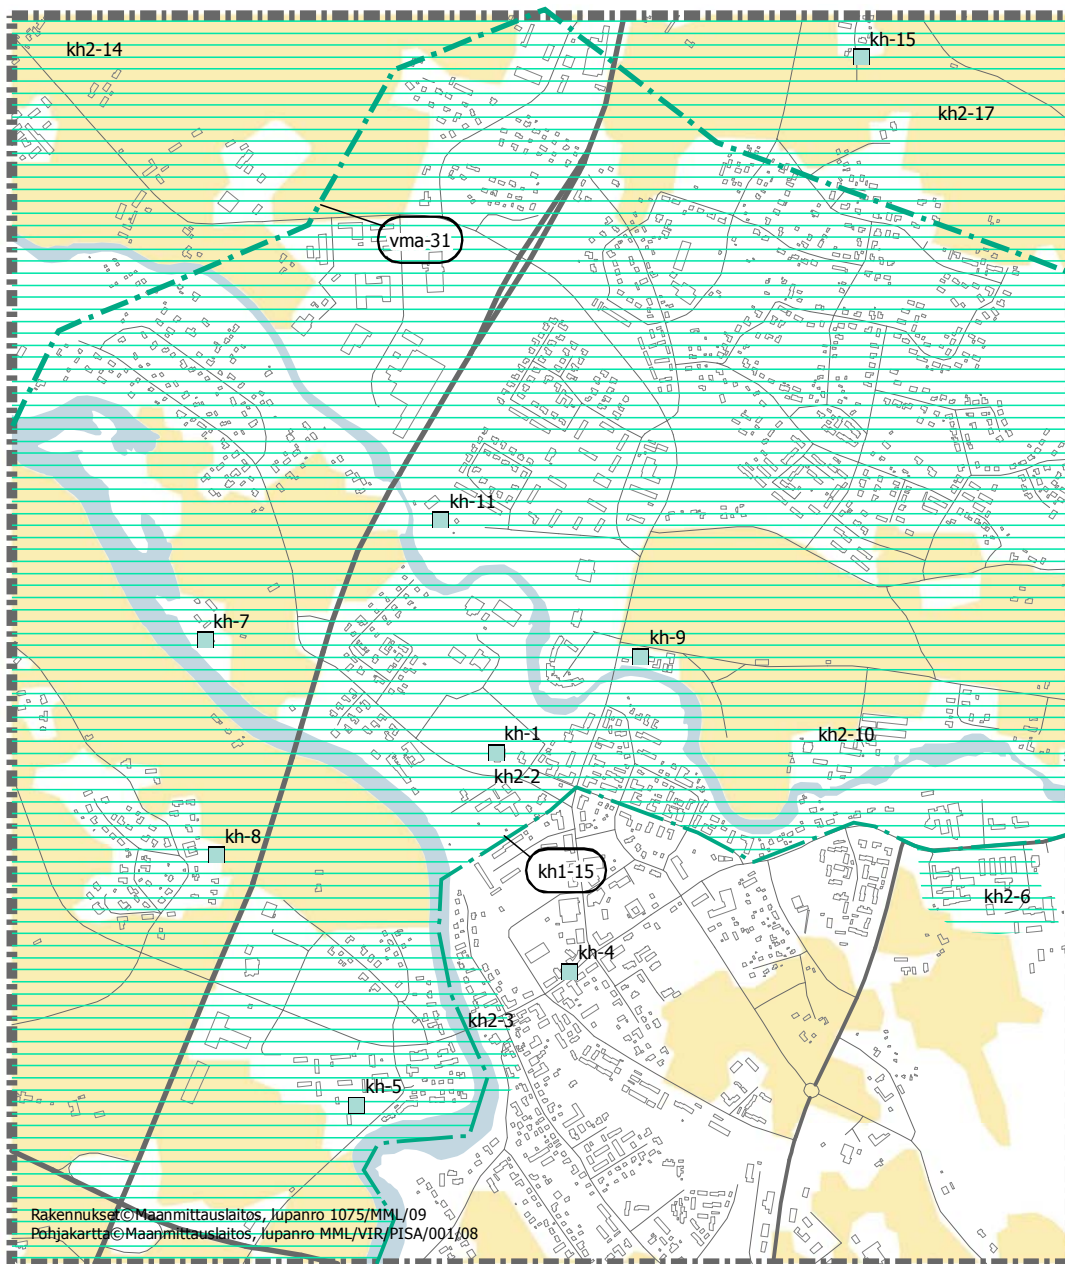 kh-15
kh2-14
kh2-17
vma-31
kh-11
kh-7
kh-9
kh-1
kh2-10
kh2-2
kh-8
kh1-15
kh2-6
kh-4
kh2-3
kh-5
Rakennukset©Maanmittauslaitos, lupanro 1075/MML/09
Pohjakartta©Maanmittauslaitos, lupanro MML/VIR/PISA/001/08